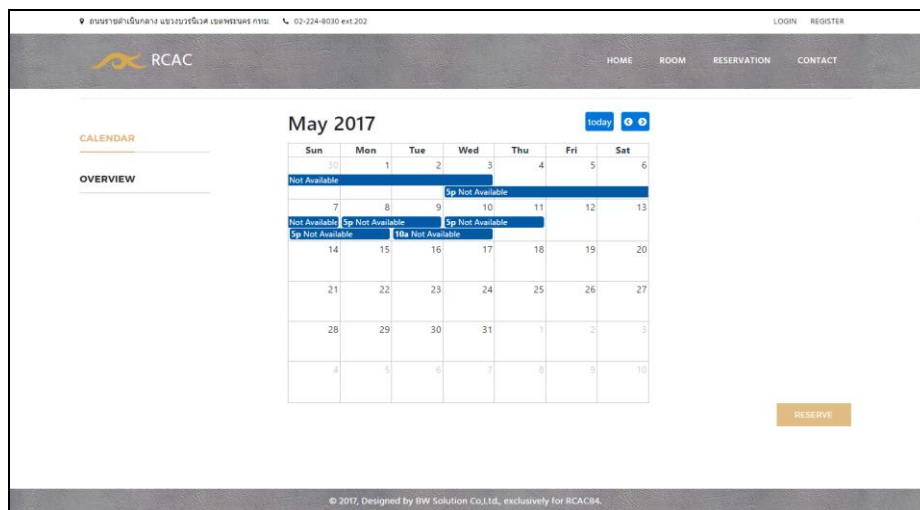 ถนนราชดำเนินกลาง แขวงบวรนิเวศ เขตพระนคร กทม. 02-224-8030 ext.202 LOGIN REGISTER
RCAC HOME ROOM RESERVATION CONTACT
CALENDAR
OVERVIEW
May 2017 today
Sun Mon Tue Wed Thu Fri Sat
30 1 2 3 4 5 6
Not Available
5p Not Available
7 8 9 10 11 12 13
Not Available 5p Not Available 5p Not Available
5p Not Available 10a Not Available
14 15 16 17 18 19 20
21 22 23 24 25 26 27
28 29 30 31 1 2 3
4 5 6 7 8 9 10
RESERVE
© 2017, Designed by BW Solution Co,Ltd., exclusively for RCAC84.